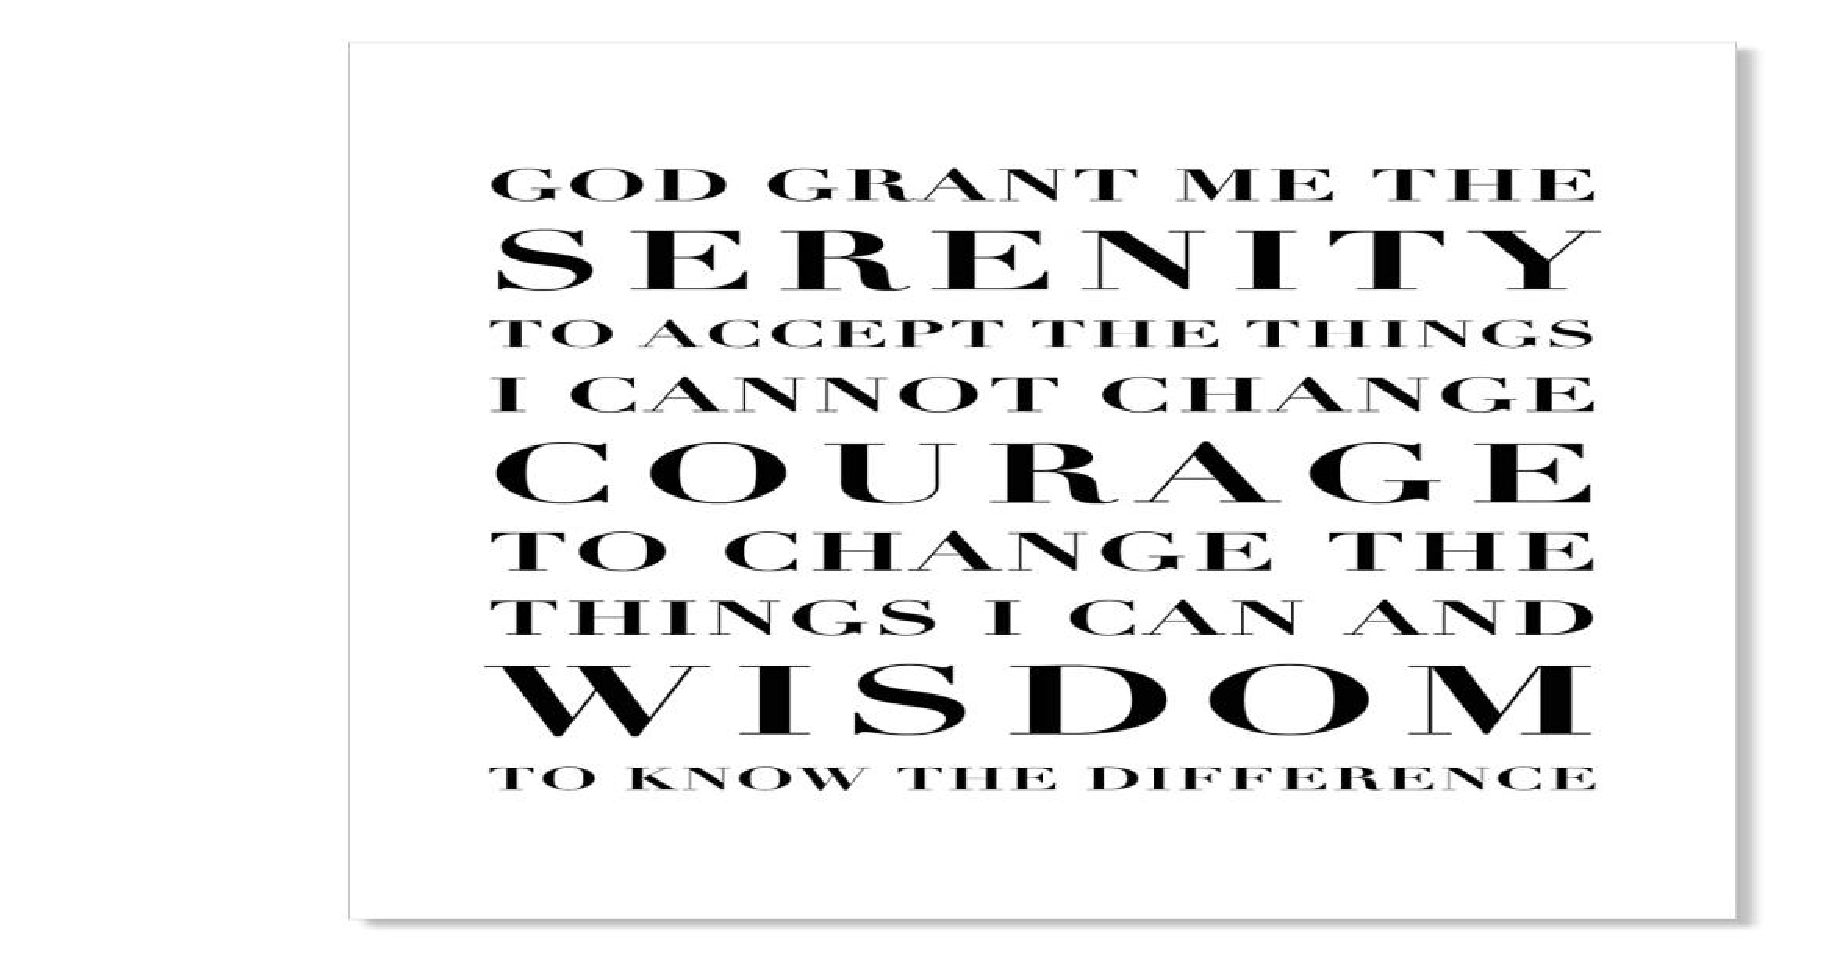 GOD GRANT ME THE
SERENITY
TO ACCEPT THE THINGS
I CANNOT CHANGE
COURAGE
TO CHANGE THE
THINGS I CAN AND
WISDOM
TO KNOW THE DIFFERENCE